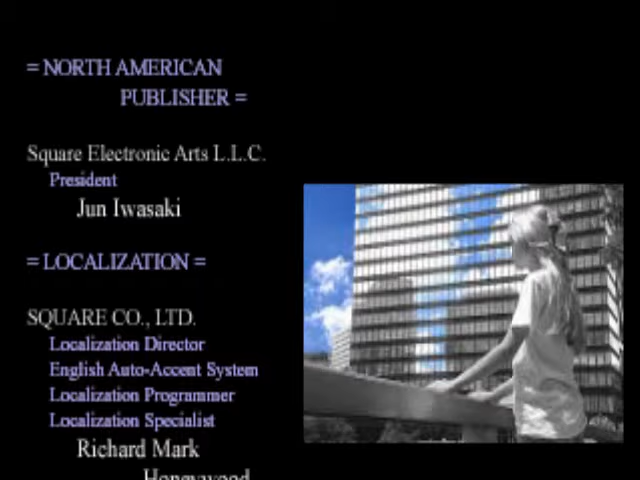 = NORTH AMERICAN
PUBLISHER =
Square Electronic Arts L.L.C.
President
Jun Iwasaki
= LOCALIZATION =
SQUARE CO., LTD.
Localization Director
English Auto-Accent System
Localization Programmer
Localization Specialist
Richard Mark
Honeywood